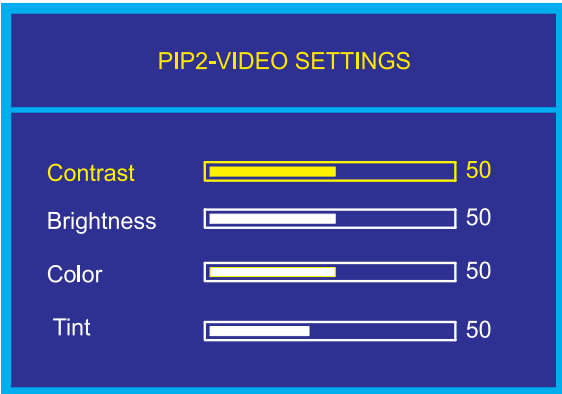 PIP2-VIDEO SETTINGS
Contrast 50
Brightness 50
Color 50
Tint 50